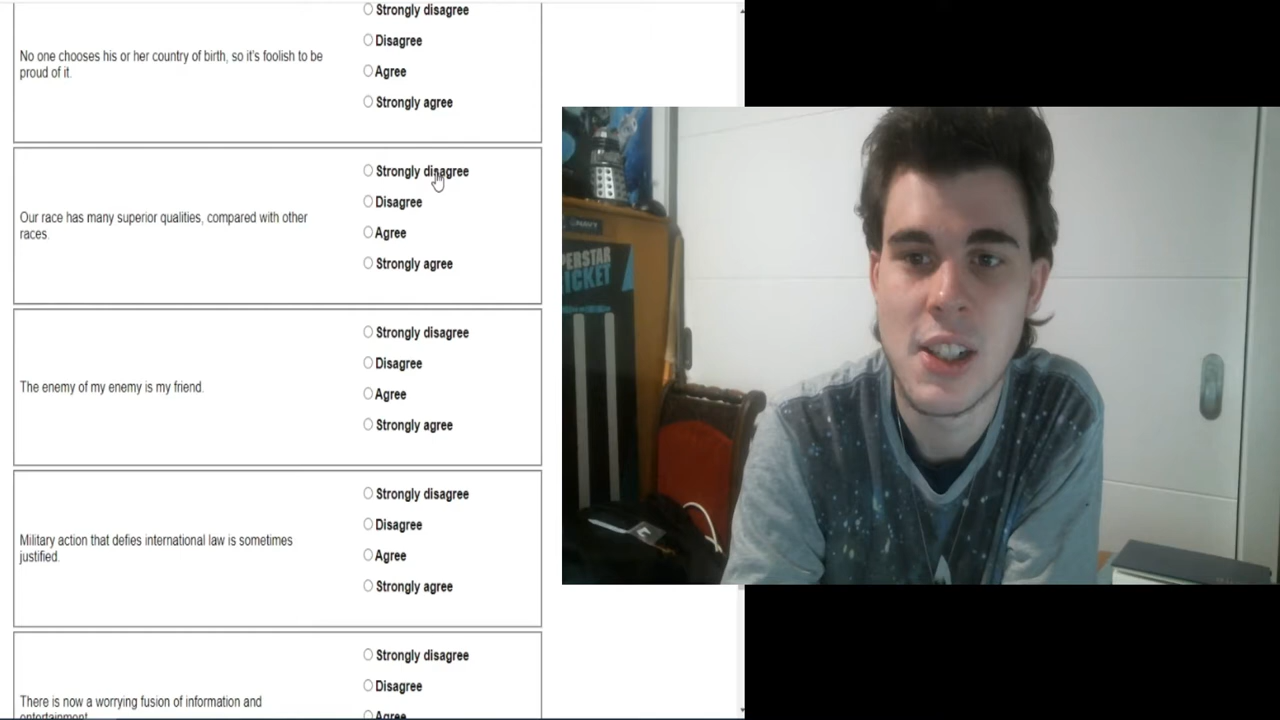 Strongly disagree
Disagree
No one chooses his or her country of birth, so it's foolish to be
proud of it.
Agree
Strongly agree
Strongly disagree
Disagree
Our race has many superior qualities, compared with other
races.
Agree
Strongly agree
Strongly disagree
Disagree
The enemy of my enemy is my friend.
Agree
Strongly agree
Strongly disagree
Disagree
Military action that defies international law is sometimes
justified.
Agree
Strongly agree
Strongly disagree
Disagree
There is now a worrying fusion of information and
entertainment.
Agree
NAVY
PERSTAR
ICKET